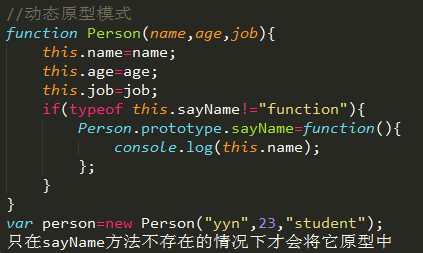 //动态原型模式
function Person(name,age,job){
    this.name=name;
    this.age=age;
    this.job=job;
    if(typeof this.sayName!="function"){
        Person.prototype.sayName=function(){
            console.log(this.name);
        };
    }
}
var person=new Person("yyn",23,"student");
只在sayName方法不存在的情况下才会将它原型中